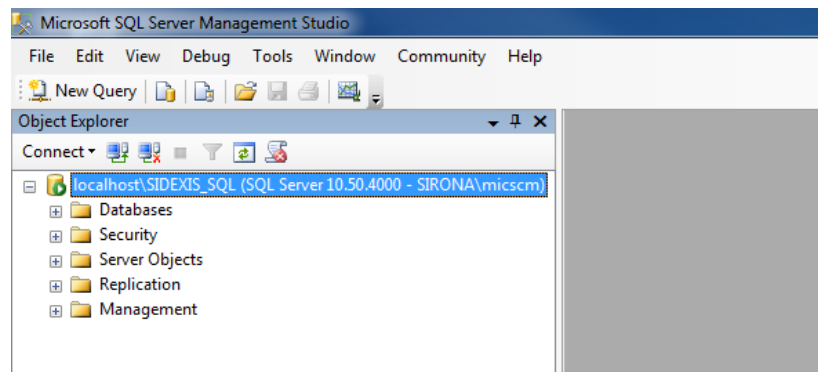 Microsoft SQL Server Management Studio
File Edit View Debug Tools Window Community Help
New Query
Object Explorer
Connect
localhost\SIDEXIS_SQL (SQL Server 10.50.4000 - SIRONA\micscm)
Databases
Security
Server Objects
Replication
Management